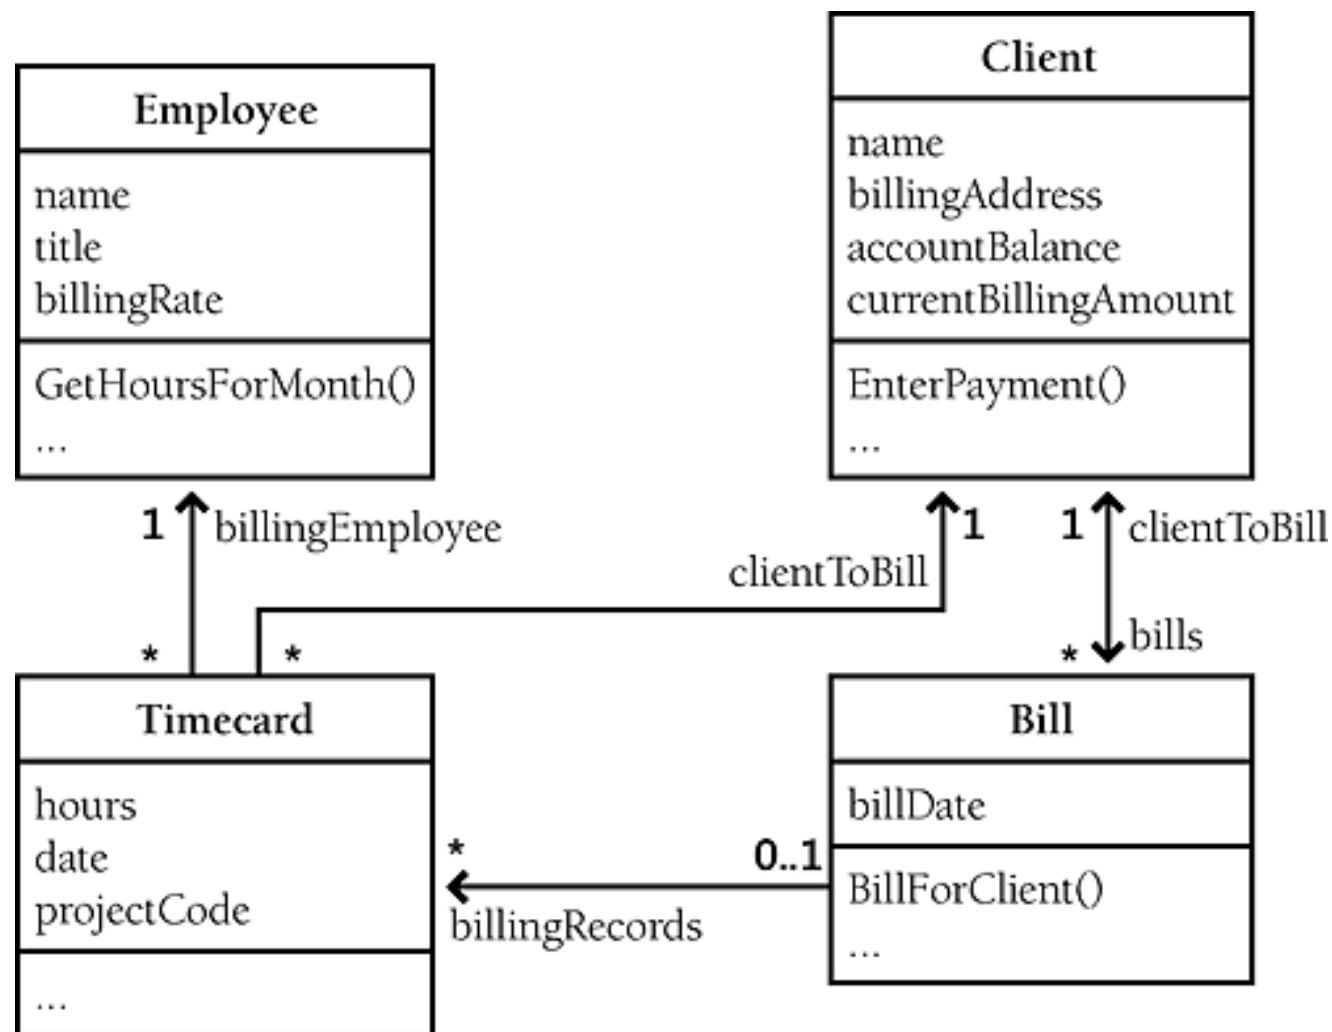 Employee
name
title
billingRate
GetHoursForMonth()
...
Client
name
billingAddress
accountBalance
currentBillingAmount
EnterPayment()
...
1 billingEmployee
*
clientToBill 1
*
1 clientToBill
* bills
Timecard
hours
date
projectCode
...
* 0..1
billingRecords
Bill
billDate
BillForClient()
...